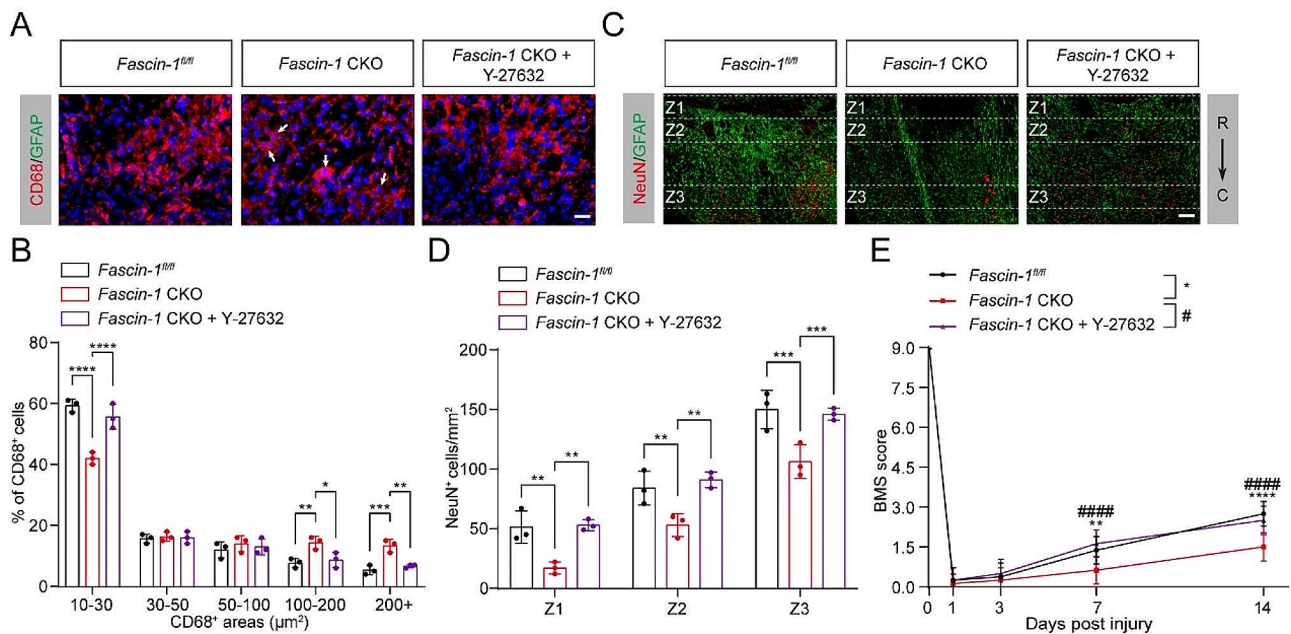 A
Fascin-1fl/fl
Fascin-1 CKO
Fascin-1 CKO +
Y-27632
CD68/GFAP
C
Fascin-1fl/fl
Fascin-1 CKO
Fascin-1 CKO +
Y-27632
NeuN/GFAP
Z1
Z2
Z3
Z1
Z2
Z3
Z1
Z2
Z3
R
C
B
Fascin-1fl/fl
Fascin-1 CKO
Fascin-1 CKO + Y-27632
% of CD68+ cells
80
60
40
20
0
**** ****
** *
*** **
10-30 30-50 50-100 100-200 200+
CD68+ areas (μm2)
D
Fascin-1fl/fl
Fascin-1 CKO
Fascin-1 CKO + Y-27632
NeuN+ cells/mm2
200
150
100
50
0
** **
** **
*** ***
Z1 Z2 Z3
E
Fascin-1fl/fl
Fascin-1 CKO
Fascin-1 CKO + Y-27632
*
#
BMS score
9.0
7.5
6.0
4.5
3.0
1.5
0.0
####
**
####
****
0 1 3 7 14
Days post injury